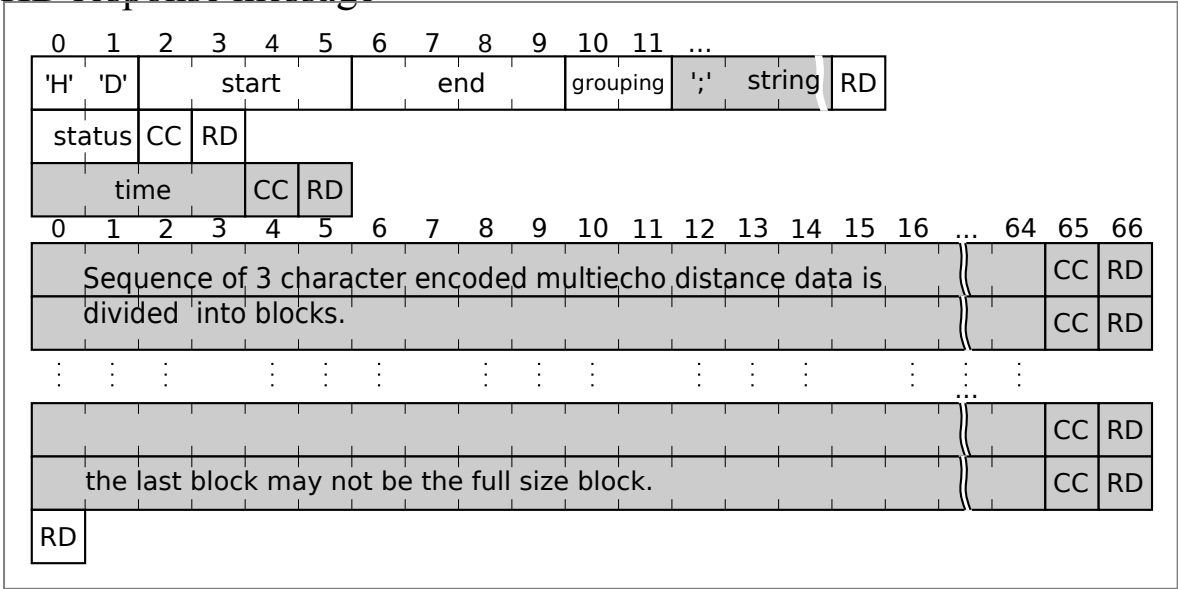 response message
0 1 2 3 4 5 6 7 8 9 10 11 ...
'H' 'D' start end grouping ';' string RD
status CC RD
time CC RD
0 1 2 3 4 5 6 7 8 9 10 11 12 13 14 15 16 ... 64 65 66
Sequence of 3 character encoded multiecho distance data is CC RD
divided into blocks. CC RD
...
CC RD
the last block may not be the full size block. CC RD
RD